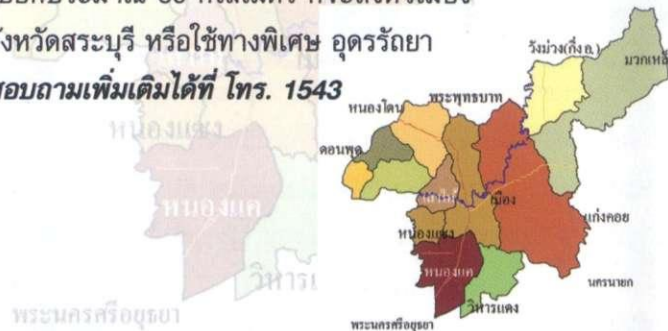 ประมาณ
จังหวัดสระบุรี หรือใช้ทางพิเศษ อุดรรัถยา
สอบถามเพิ่มเติมได้ที่ โทร. 1543
วังม่วง(กิ่งอ.)
มวกเหล็
พระพุทธบาท
หนองโดน
ดอนพุด
เมือง
แก่งคอย
หนองแซง
หนองแค
นครนายก
วิหารแดง
พระนครศรีอยุธยา
หนองแซง
หนองแค
วิหารแ
พระนครศรีอยุธยา